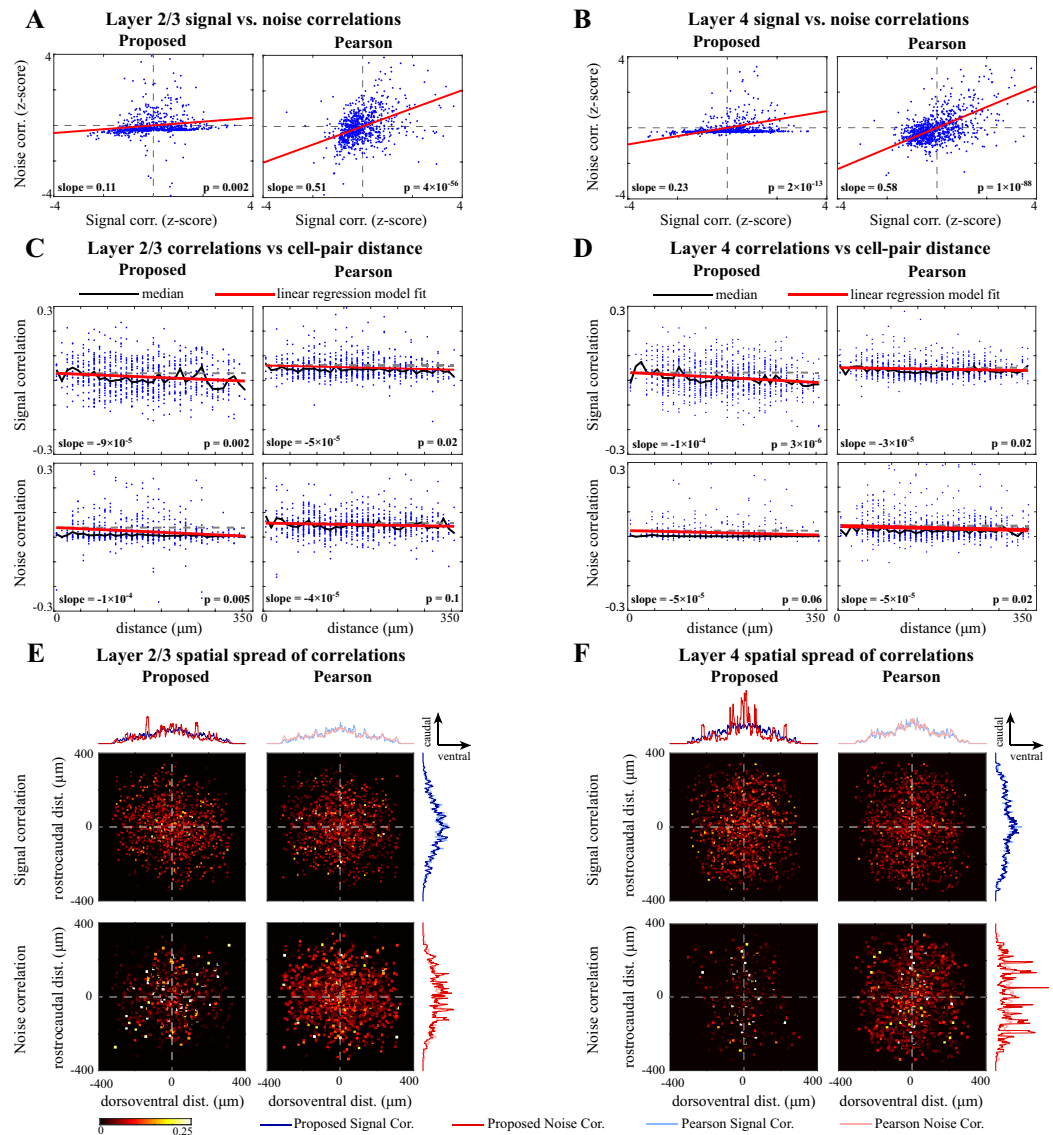 A
Layer 2/3 signal vs. noise correlations
Proposed
Pearson
4
Noise corr. (z-score)
-4
slope = 0.11
p = 0.002
slope = 0.51
p = 4×10-56
-4
4
Signal corr. (z-score)
Signal corr. (z-score)
B
Layer 4 signal vs. noise correlations
Proposed
Pearson
4
Noise corr. (z-score)
-4
slope = 0.23
p = 2×10-13
slope = 0.58
p = 1×10-88
-4
4
Signal corr. (z-score)
Signal corr. (z-score)
C
Layer 2/3 correlations vs cell-pair distance
Proposed
Pearson
median
linear regression model fit
0.3
Signal correlation
-0.3
slope = -9×10-5
p = 0.002
slope = -5×10-5
p = 0.02
0.3
Noise correlation
-0.3
slope = -1×10-4
p = 0.005
slope = -4×10-5
p = 0.1
0
350
0
350
distance (μm)
distance (μm)
D
Layer 4 correlations vs cell-pair distance
Proposed
Pearson
median
linear regression model fit
0.3
Signal correlation
-0.3
slope = -1×10-4
p = 3×10-6
slope = -3×10-5
p = 0.02
0.3
Noise correlation
-0.3
slope = -5×10-5
p = 0.06
slope = -5×10-5
p = 0.02
0
350
0
350
distance (μm)
distance (μm)
E
Layer 2/3 spatial spread of correlations
Proposed
Pearson
caudal
ventral
Signal correlation
rostrocaudal dist. (μm)
400
0
-400
Noise correlation
rostrocaudal dist. (μm)
400
0
-400
-400
0
400
0
400
dorsoventral dist. (μm)
dorsoventral dist. (μm)
F
Layer 4 spatial spread of correlations
Proposed
Pearson
caudal
ventral
Signal correlation
rostrocaudal dist. (μm)
400
0
-400
Noise correlation
rostrocaudal dist. (μm)
400
0
-400
-400
0
400
0
400
dorsoventral dist. (μm)
dorsoventral dist. (μm)
0
0.25
Proposed Signal Cor.
Proposed Noise Cor.
Pearson Signal Cor.
Pearson Noise Cor.